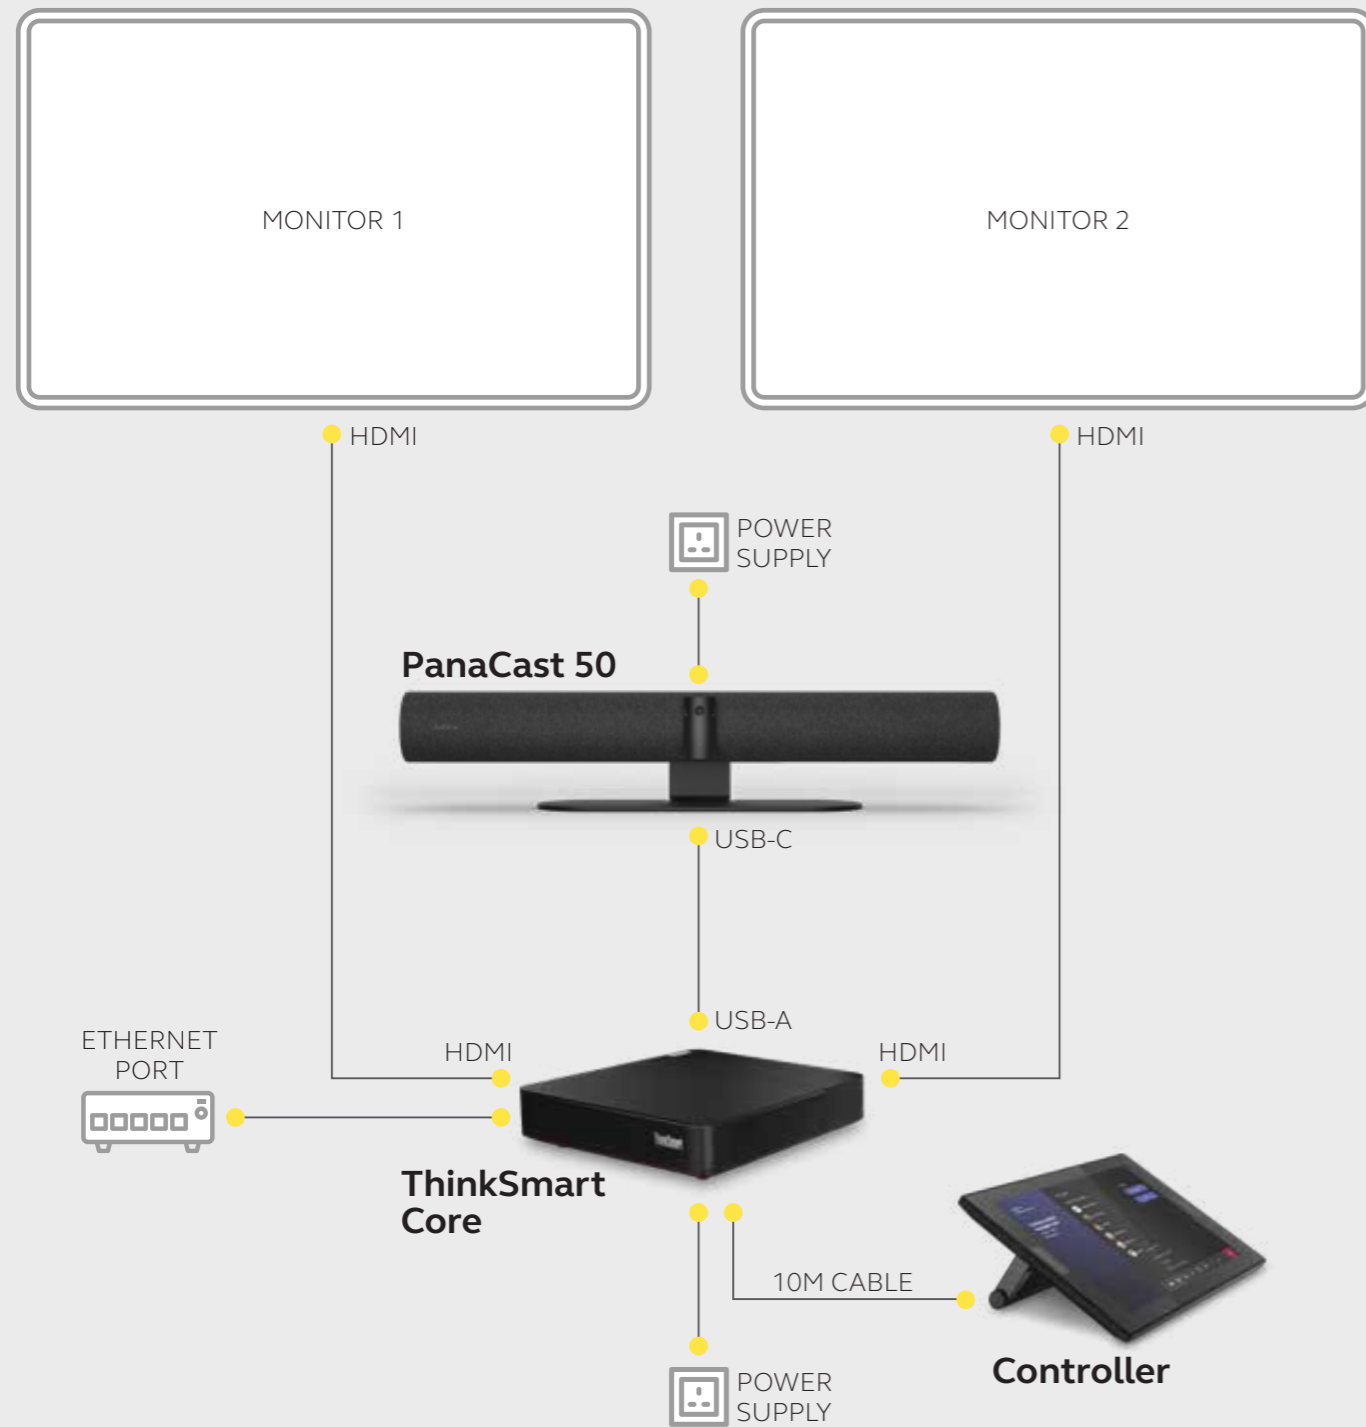 MONITOR 1
MONITOR 2
HDMI
HDMI
POWER
SUPPLY
PanaCast 50
USB-C
USB-A
HDMI
HDMI
ETHERNET
PORT
ThinkSmart
Core
10M CABLE
Controller
POWER
SUPPLY